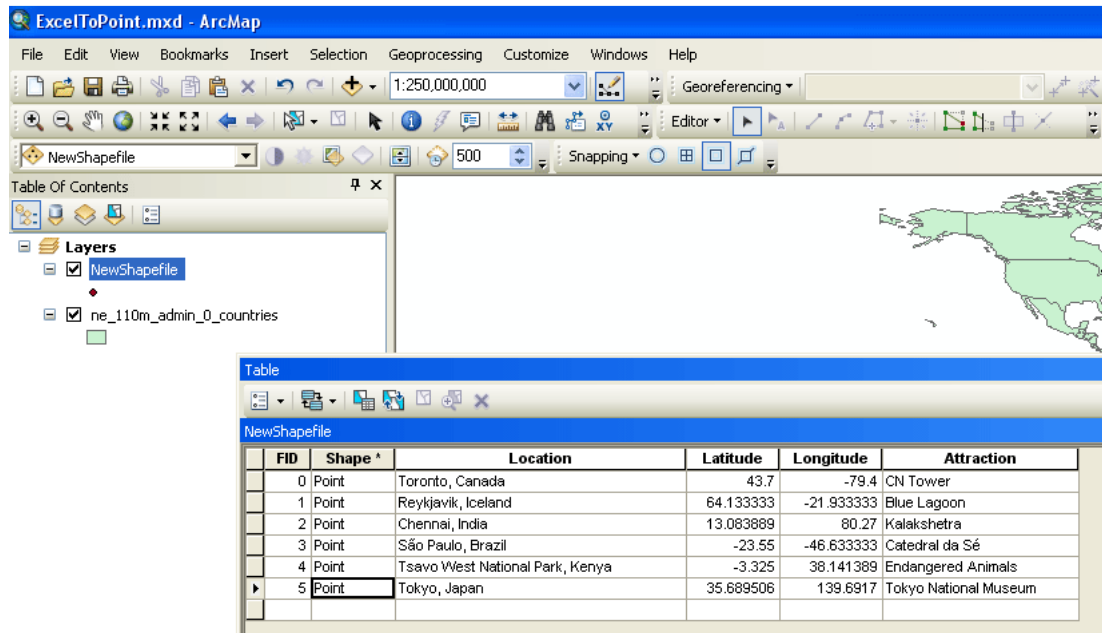 ExcelToPoint.mxd - ArcMap
File Edit View Bookmarks Insert Selection Geoprocessing Customize Windows Help
1:250,000,000 Georeferencing
Editor
NewShapefile 500 Snapping
Table Of Contents
Layers
NewShapefile
ne_110m_admin_0_countries
Table
NewShapefile
FID Shape * Location Latitude Longitude Attraction
0 Point Toronto, Canada 43.7 -79.4 CN Tower
1 Point Reykjavik, Iceland 64.133333 -21.933333 Blue Lagoon
2 Point Chennai, India 13.083889 80.27 Kalakshetra
3 Point São Paulo, Brazil -23.55 -46.633333 Catedral da Sé
4 Point Tsavo West National Park, Kenya -3.325 38.141389 Endangered Animals
5 Point Tokyo, Japan 35.689506 139.6917 Tokyo National Museum